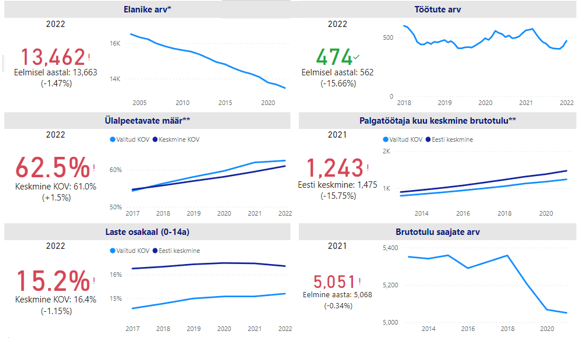 Elanike arv*
2022
13,462!
Eelmisel aastal: 13,663
(-1.47%)
16K
14K
2005
2010
2015
2020
Töötute arv
2022
474
Eelmisel aastal: 562
(-15.66%)
500
0
2018
2019
2020
2021
2022
Ülalpeetavate määr**
2022
62.5%!
Keskmine KOV: 61.0%
(+1.5%)
Valitud KOV
Keskmine KOV
60%
50%
2017
2018
2019
2020
2021
2022
Palgatöötaja kuu keskmine brutotulu**
2021
1,243!
Eesti keskmine: 1,475
(-15.75%)
Valitud KOV
Eesti keskmine
2K
1K
2014
2016
2018
2020
Laste osakaal (0-14a)
2022
15.2%!
Keskmine KOV: 16.4%
(-1.15%)
Valitud KOV
Eesti keskmine
16%
15%
2017
2018
2019
2020
2021
2022
Brutotulu saajate arv
2021
5,051!
Eelmine aasta: 5,068
(-0.34%)
5,400
5,200
5,000
2014
2016
2018
2020